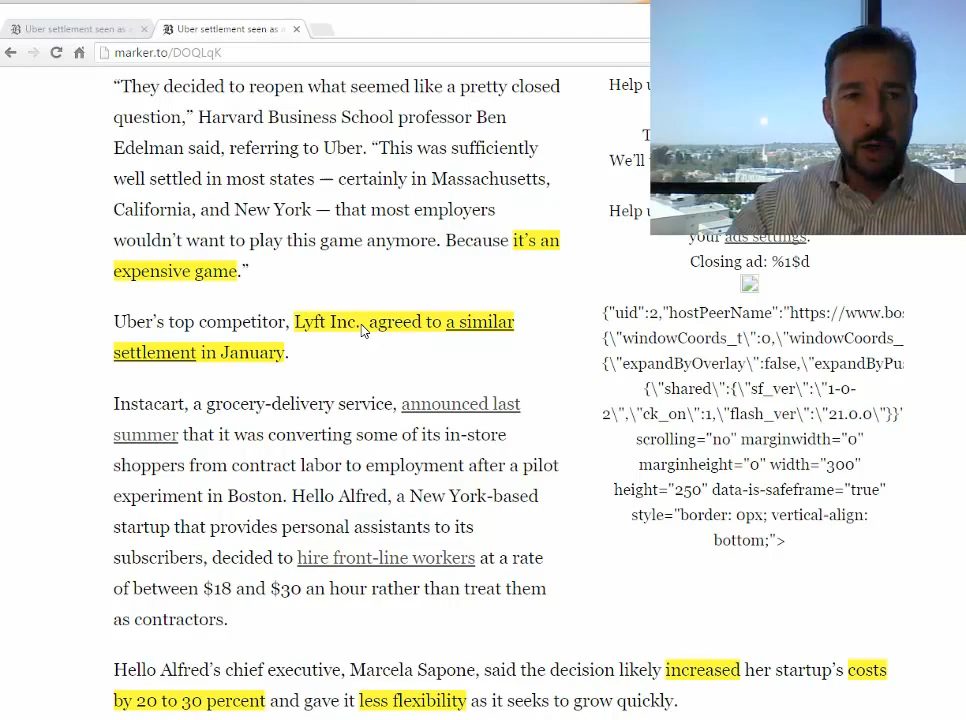 Uber settlement seen as
Uber settlement seen as
marker.to/DOQLqK
“They decided to reopen what seemed like a pretty closed
question,” Harvard Business School professor Ben
Edelman said, referring to Uber. “This was sufficiently
well settled in most states — certainly in Massachusetts,
California, and New York — that most employers
wouldn’t want to play this game anymore. Because it’s an
expensive game.”
Uber’s top competitor, Lyft Inc., agreed to a similar
settlement in January.
Instacart, a grocery-delivery service, announced last
summer that it was converting some of its in-store
shoppers from contract labor to employment after a pilot
experiment in Boston. Hello Alfred, a New York-based
startup that provides personal assistants to its
subscribers, decided to hire front-line workers at a rate
of between $18 and $30 an hour rather than treat them
as contractors.
Hello Alfred’s chief executive, Marcela Sapone, said the decision likely increased her startup’s costs
by 20 to 30 percent and gave it less flexibility as it seeks to grow quickly.
Help
We’ll
Help
your ads settings.
Closing ad: %1$d
{"uid":2,"hostPeerName":"https://www.bos
{\"windowCoords_t\":0,\"windowCoords_
{\"expandByOverlay\":false,\"expandByPus
{\"shared\":{\"sf_ver\":\"1-0-
2\",\"ck_on\":1,\"flash_ver\":\"21.0.0\"}}'
scrolling="no" marginwidth="0"
marginheight="0" width="300"
height="250" data-is-safeframe="true"
style="border: 0px; vertical-align:
bottom;">